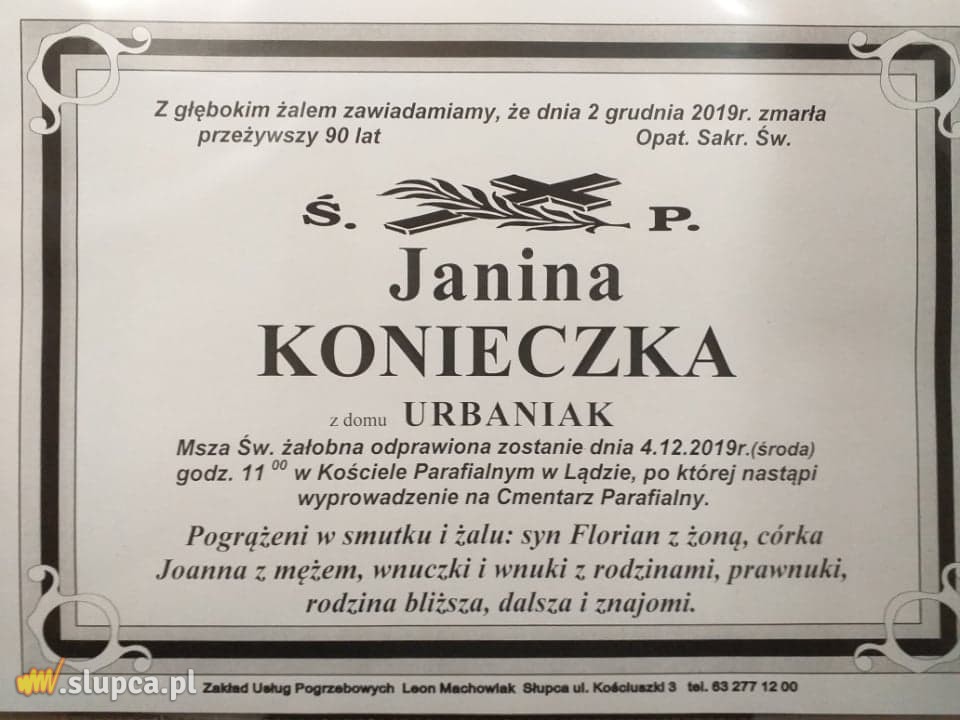 Z głębokim żalem zawiadamiamy, że dnia 2 grudnia 2019r. zmarła
przeżywszy 90 lat Opat. Sakr. Św.
Ś. P.
Janina
KONIECZKA
z domu URBANIAK
Msza Św. żałobna odprawiona zostanie dnia 4.12.2019r.(środa)
godz. 11 00 w Kościele Parafialnym w Lądzie, po której nastąpi
wyprowadzenie na Cmentarz Parafialny.
Pogrążeni w smutku i żalu: syn Florian z żoną, córka
Joanna z mężem, wnuczki i wnuki z rodzinami, prawnuki,
rodzina bliższa, dalsza i znajomi.
www.slupca.pl
Zakład Usług Pogrzebowych Leon Machowiak Słupca ul. Kościuszki 3 tel. 63 277 12 00